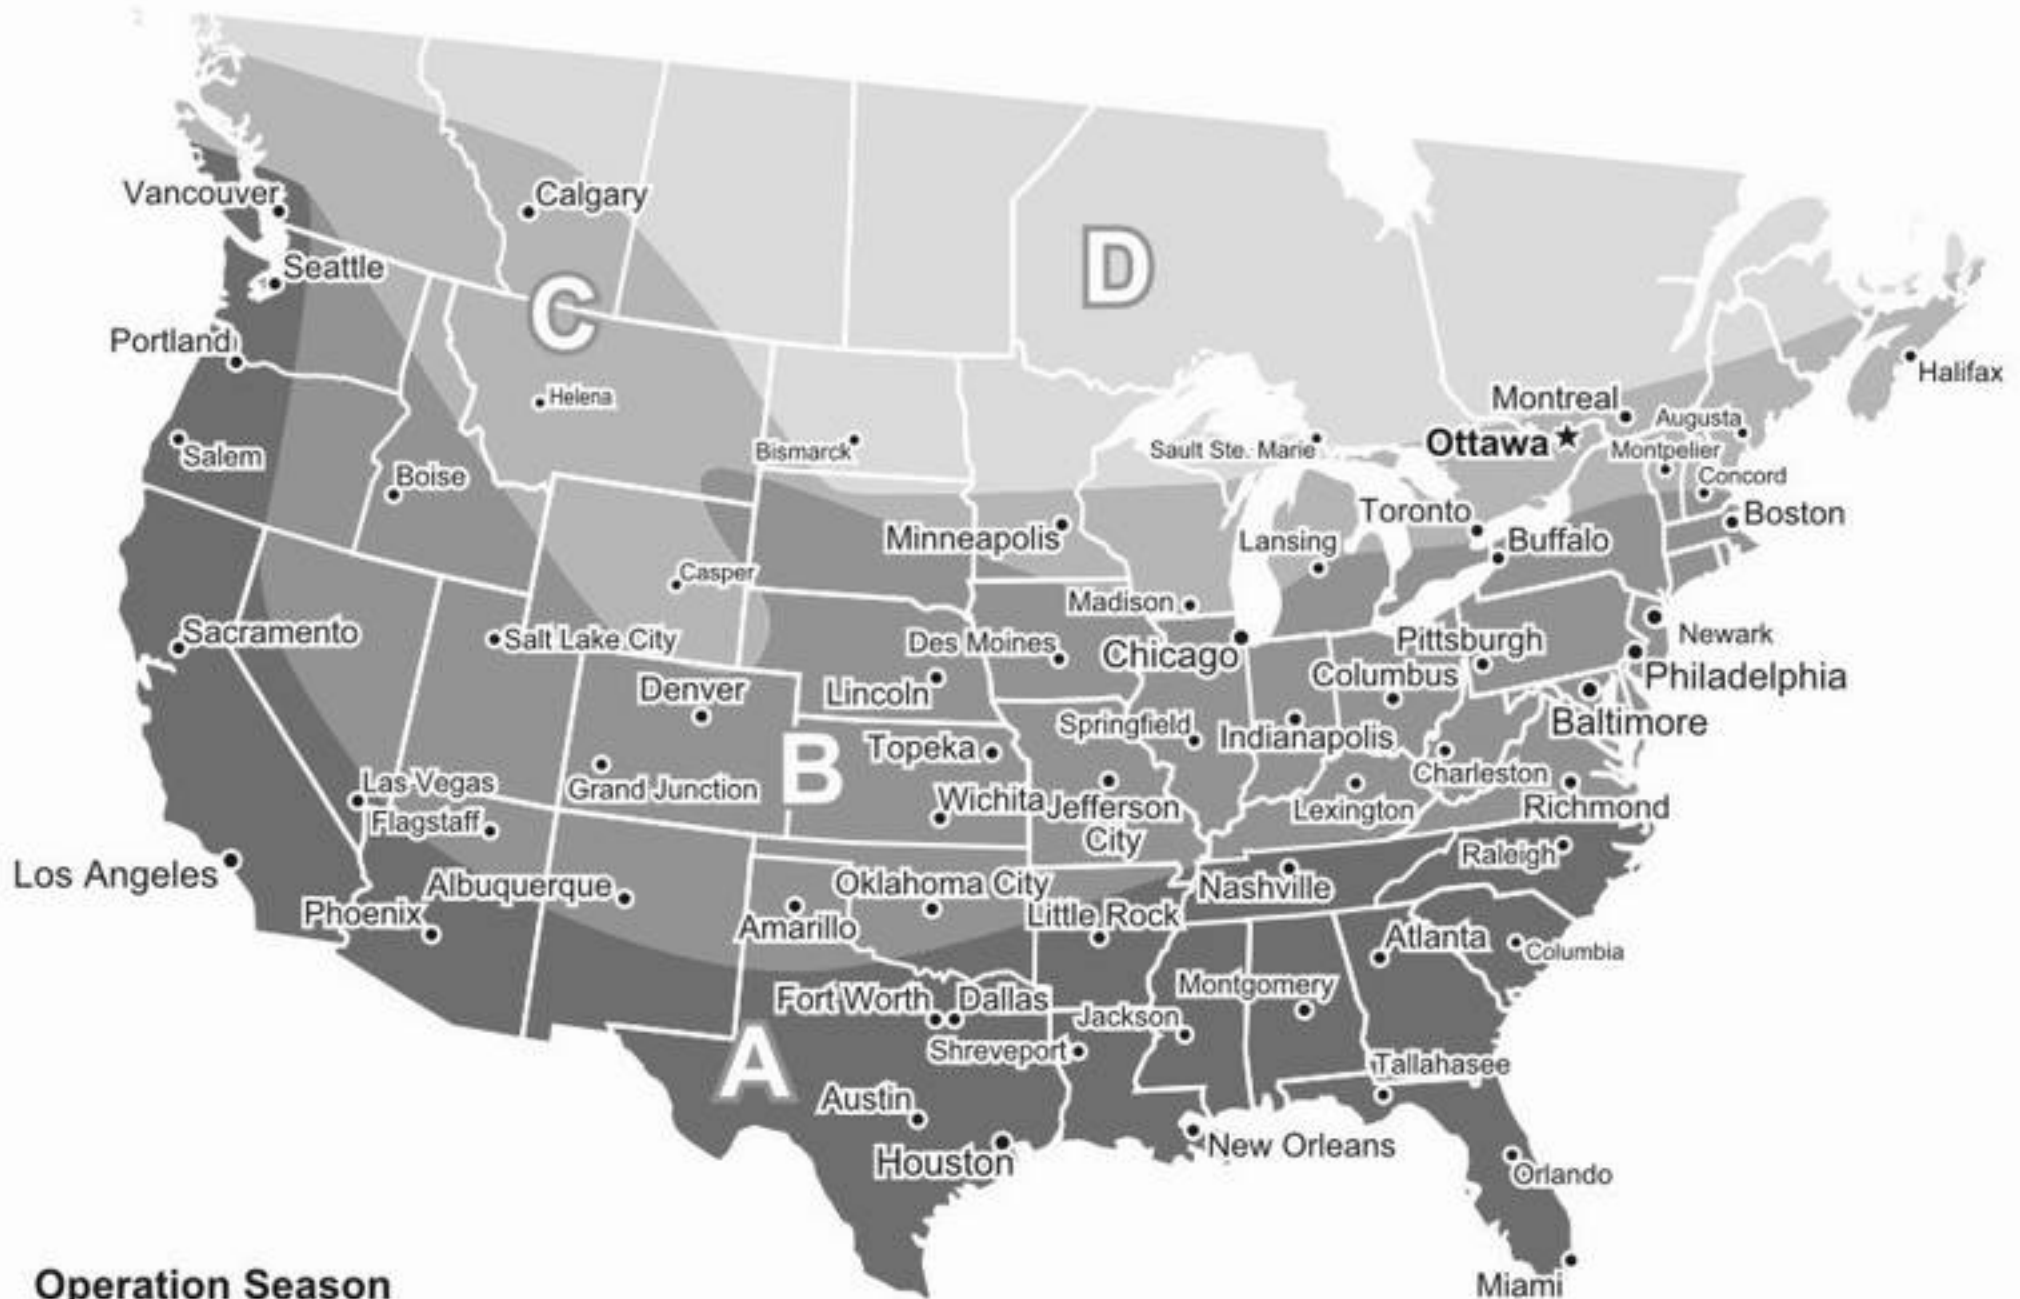 Vancouver
Calgary
Seattle
D
C
Portland
Halifax
Helena
Montreal
Augusta
Bismarck
Sault Ste. Marie
Ottawa
Montpelier
Salem
Boise
Concord
Toronto
Boston
Minneapolis
Lansing
Buffalo
Casper
Madison
Sacramento
Salt Lake City
Des Moines
Chicago
Pittsburgh
Newark
Denver
Lincoln
Columbus
Philadelphia
Springfield
Indianapolis
Baltimore
Topeka
B
Las Vegas
Grand Junction
Charleston
Wichita
Jefferson
City
Lexington
Richmond
Flagstaff
Raleigh
Los Angeles
Albuquerque
Oklahoma City
Nashville
Phoenix
Amarillo
Little Rock
Atlanta
Columbia
Fort Worth
Dallas
Montgomery
Jackson
Shreveport
A
Tallahasee
Austin
Houston
New Orleans
Orlando
Operation Season
Miami